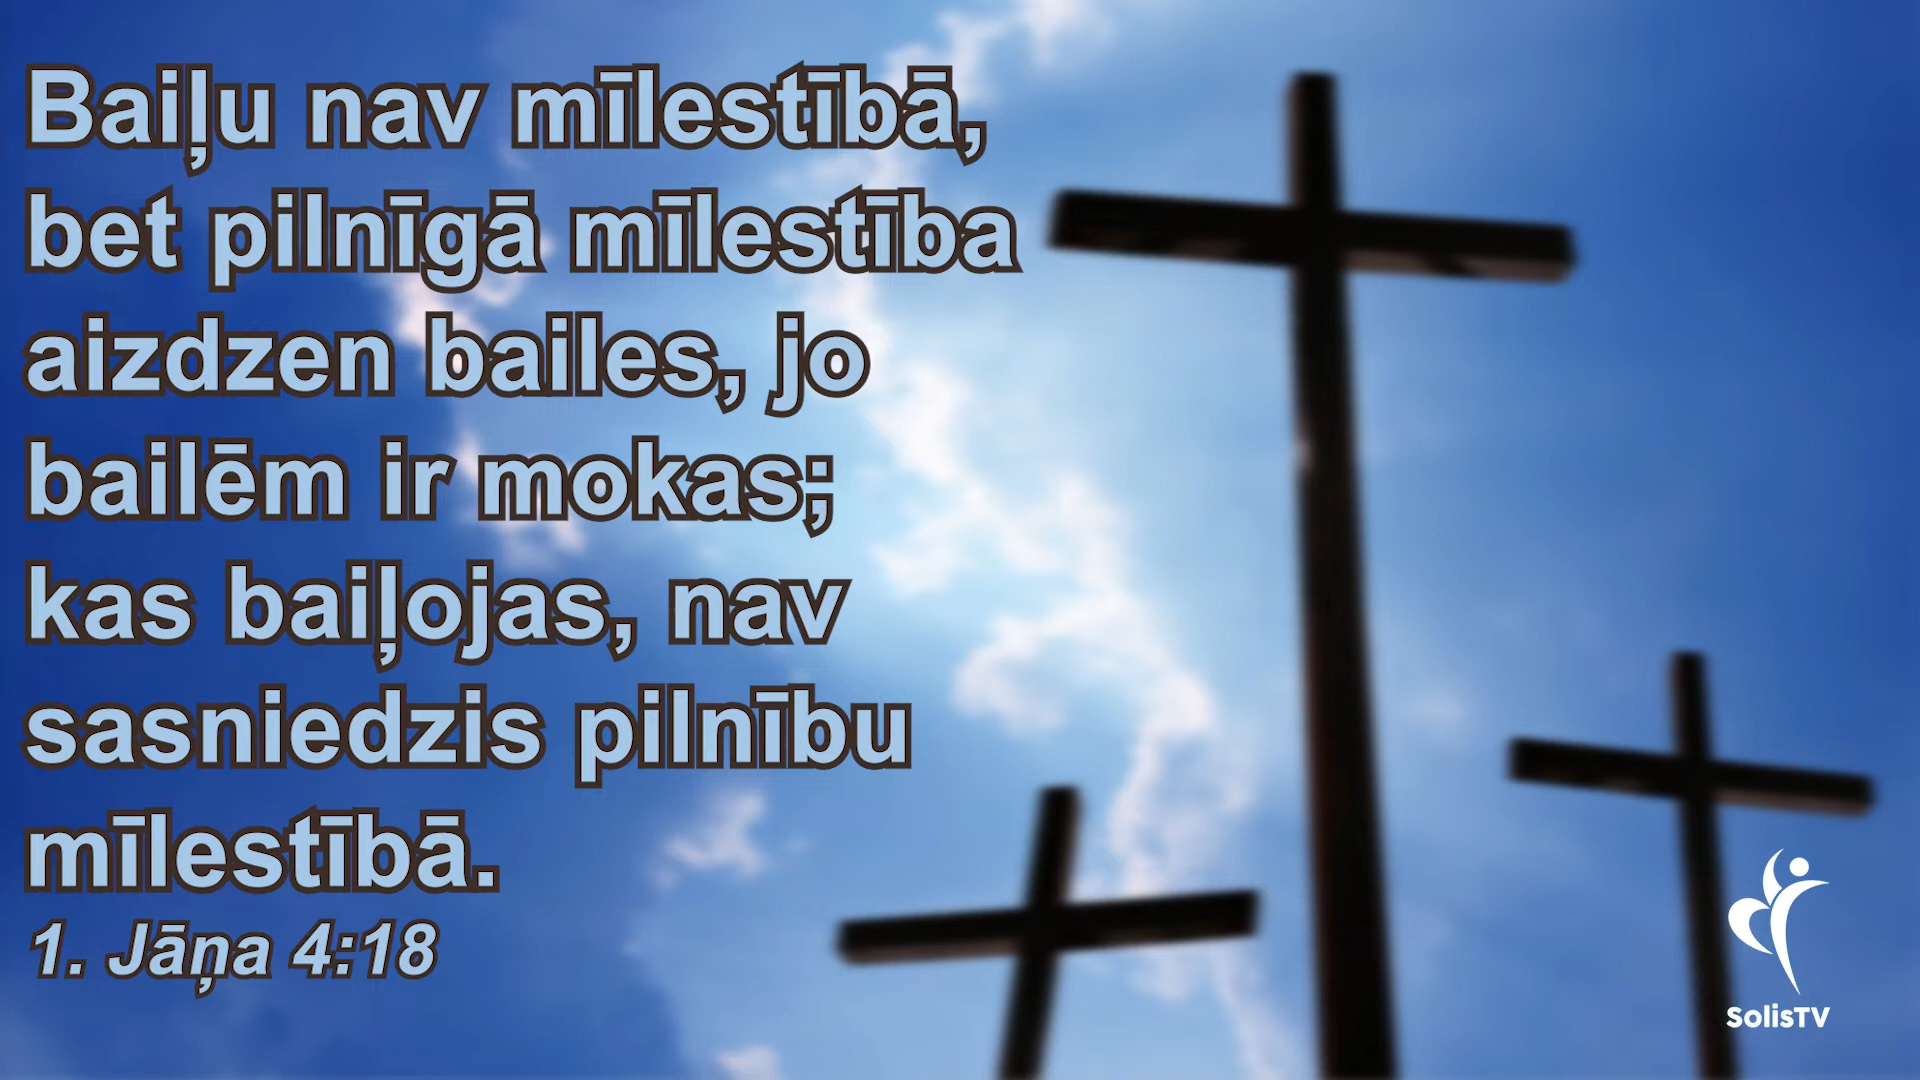 Baiļu nav mīlestībā,
bet pilnīgā mīlestība
aizdzen bailes, jo
bailēm ir mokas;
kas baiļojas, nav
sasniedzis pilnību
mīlestībā.
1. Jāņa 4:18
SolisTV